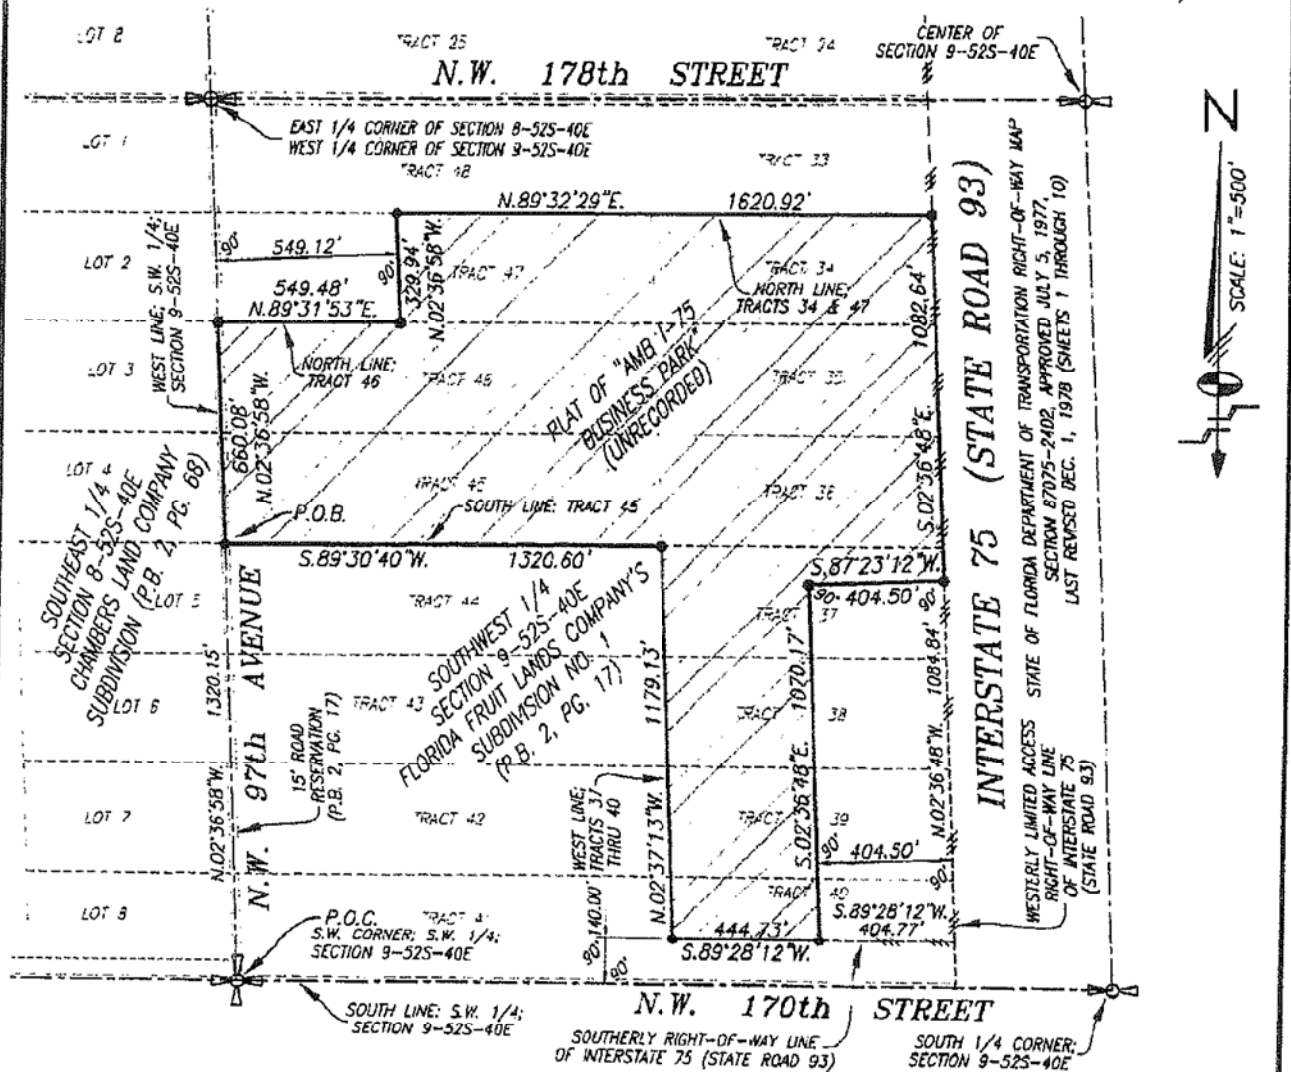 LOT 2
TRACT 25
TRACT 24
CENTER OF
SECTION 9-52S-40E
N.W. 178th STREET
EAST 1/4 CORNER OF SECTION 8-52S-40E
WEST 1/4 CORNER OF SECTION 9-52S-40E
LOT 1
TRACT 48
TRACT 33
N.89°32'29"E. 1620.92'
WEST LINE; S.W. 1/4;
SECTION 9-52S-40E
LOT 2
90'
549.12'
90'
329.94'
N.02°36'58"W.
TRACT 47
TRACT 34
NORTH LINE;
TRACTS 34 & 47
549.48'
N.89°31'53"E.
1082.64'
S.02°36'48"E.
LOT 3
NORTH LINE;
TRACT 46
TRACT 46
PLAT OF "AMB I-75
BUSINESS PARK"
(UNRECORDED)
TRACT 35
660.08'
N.02°36'58"W.
LOT 4
TRACT 45
SOUTH LINE; TRACT 45
TRACT 36
P.O.B.
S.89°30'40"W. 1320.60'
SOUTHEAST 1/4
SECTION 8-52S-40E
CHAMBERS LAND COMPANY
SUBDIVISION (P.B. 2, PG. 68)
LOT 5
TRACT 44
SOUTHWEST 1/4
SECTION 9-52S-40E
FLORIDA FRUIT LANDS COMPANY'S
SUBDIVISION NO. 1
(P.B. 2, PG. 17)
S.87°23'12"W.
90° 404.50'
90°
TRACT 37
LOT 6
1320.15'
N.02°36'58"W.
N.W. 97th AVENUE
15' ROAD
RESERVATION
(P.B. 2, PG. 17)
TRACT 43
1179.13'
N.02°37'13"W.
TRACT 38
1070.17'
S.02°36'48"E.
1084.84'
N.02°36'48"W.
LOT 7
TRACT 42
WEST LINE;
TRACTS 37
THRU 40
TRACT 39
90°
404.50'
90°
LOT 8
TRACT 41
TRACT 40
P.O.C.
S.W. CORNER; S.W. 1/4;
SECTION 9-52S-40E
90°
140.00'
90°
444.73'
S.89°28'12"W.
S.89°28'12"W.
404.77'
SOUTH LINE; S.W. 1/4;
SECTION 9-52S-40E
N.W. 170th STREET
SOUTHERLY RIGHT-OF-WAY LINE
OF INTERSTATE 75 (STATE ROAD 93)
SOUTH 1/4 CORNER;
SECTION 9-52S-40E
INTERSTATE 75 (STATE ROAD 93)
STATE OF FLORIDA DEPARTMENT OF TRANSPORTATION RIGHT-OF-WAY MAP
SECTION 87075-2402, APPROVED JULY 5, 1977,
LAST REVISED DEC. 1, 1978 (SHEETS 1 THROUGH 10)
WESTERLY LIMITED ACCESS
RIGHT-OF-WAY LINE
OF INTERSTATE 75
(STATE ROAD 93)
N
SCALE: 1"=500'